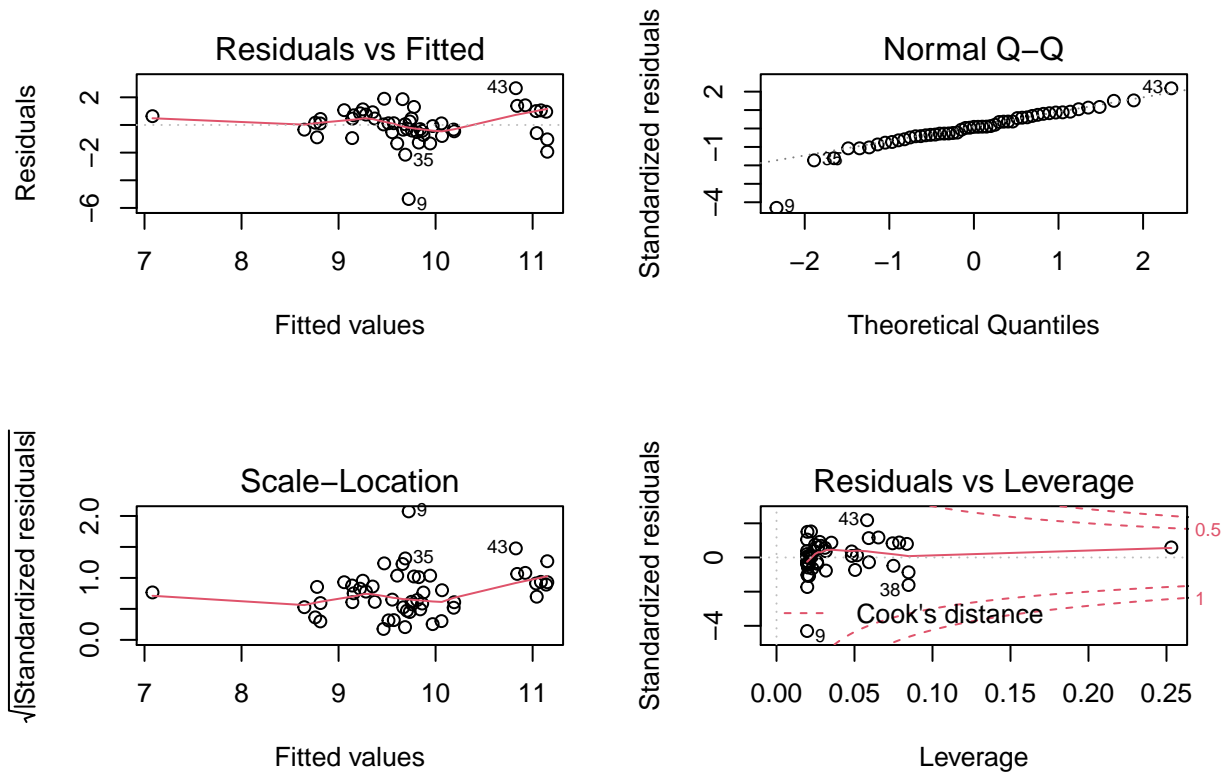 Residuals vs Fitted
Residuals
2
−2
−6
43
35
9
7 8 9 10 11
Fitted values
Normal Q−Q
Standardized residuals
2
−1
−4
43
9
−2 −1 0 1 2
Theoretical Quantiles
Scale−Location
√|Standardized residuals|
2.0
1.0
0.0
9
35
43
7 8 9 10 11
Fitted values
Residuals vs Leverage
Standardized residuals
0
−4
43
38
9
0.5
1
Cook's distance
0.00 0.05 0.10 0.15 0.20 0.25
Leverage